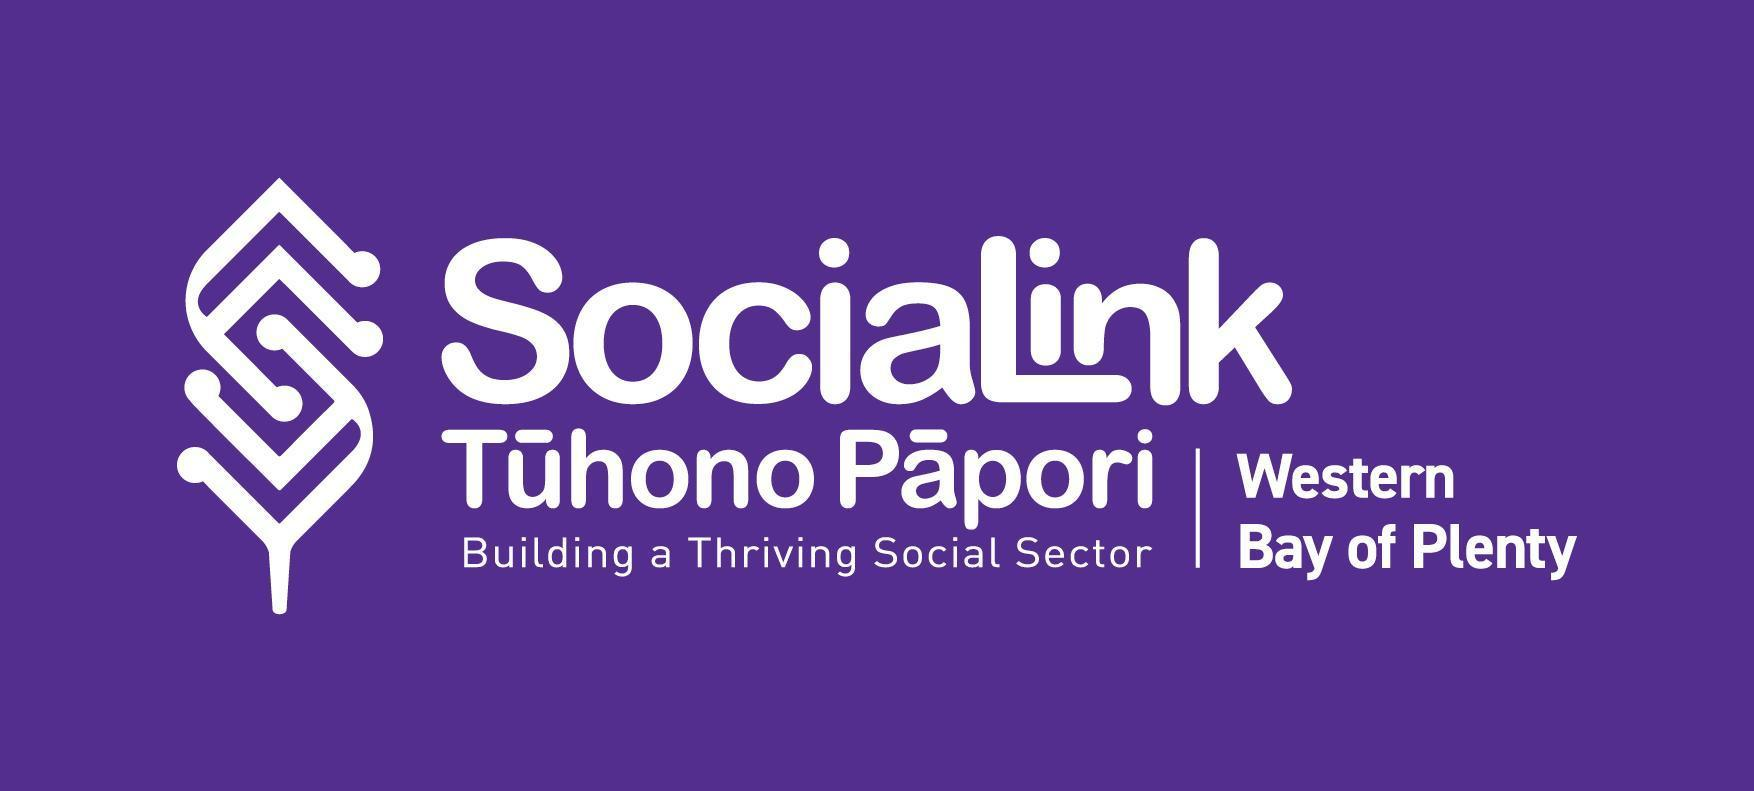 SociaLink
Tūhono Pāpori
Building a Thriving Social Sector
Western
Bay of Plenty